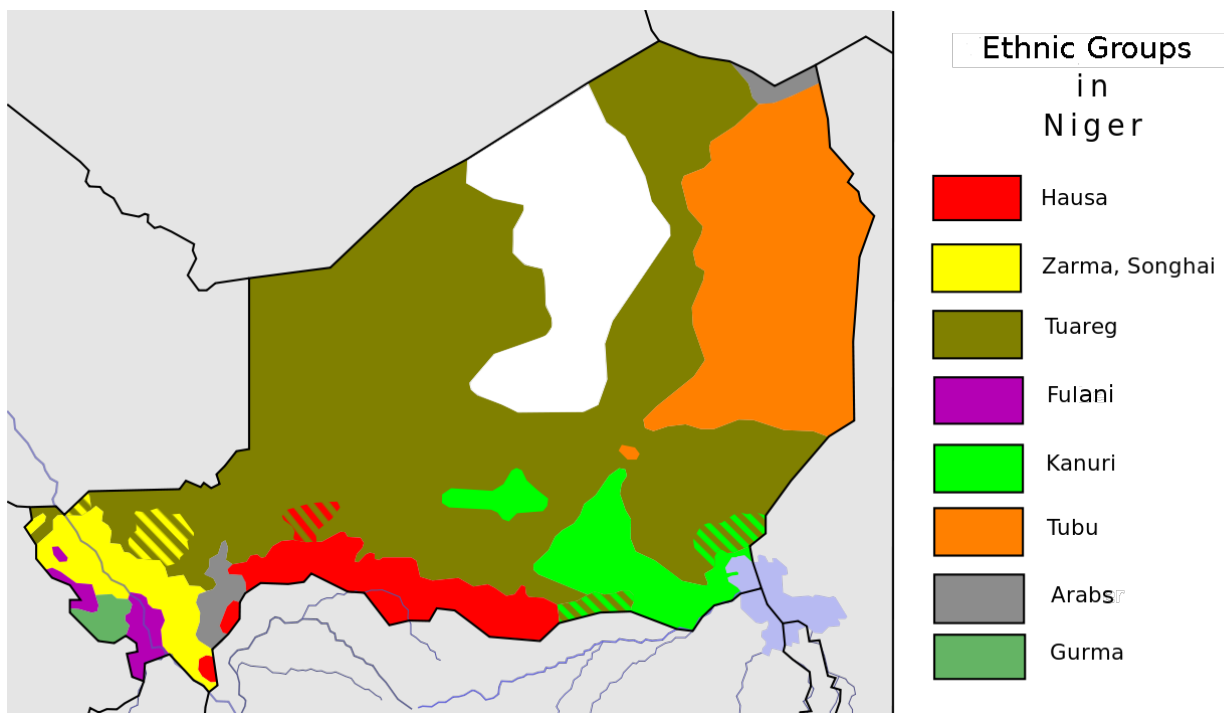 Ethnic Groups
in
Niger
Hausa
Zarma, Songhai
Tuareg
Fulani
Kanuri
Tubu
Arabs
Gurma